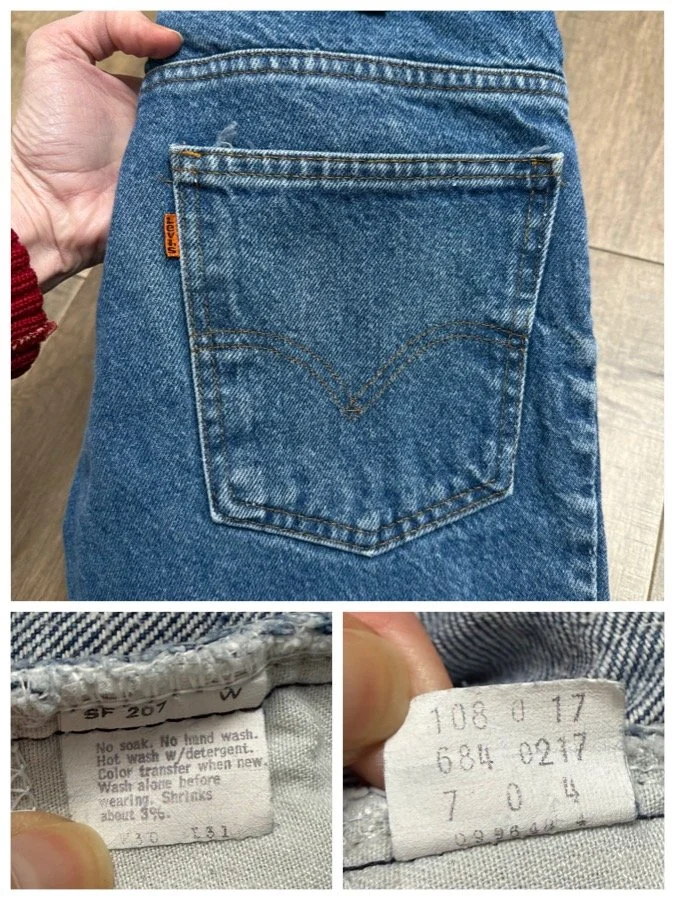 Levi's
SF 207 W
No soak. No hand wash.
Hot wash w/detergent.
Color transfer when new.
Wash alone before
wearing. Shrinks
about 3%.
W30 L31
108 0 17
684 0217
7 0 4